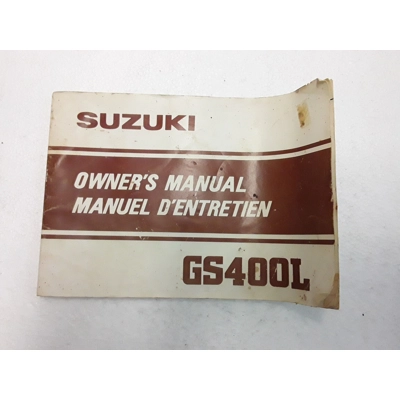 SUZUKI
OWNER'S MANUAL
MANUEL D'ENTRETIEN
GS400L